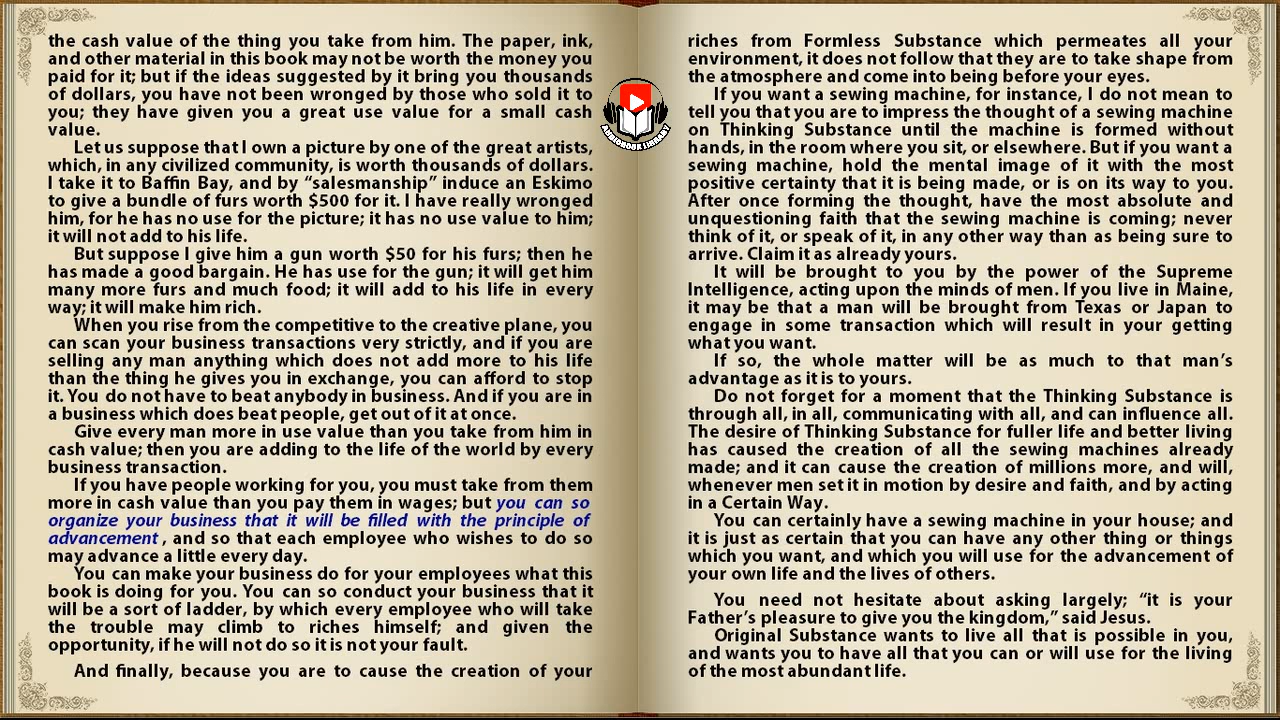 the cash value of the thing you take from him. The paper, ink,
and other material in this book may not be worth the money you
paid for it; but if the ideas suggested by it bring you thousands
of dollars, you have not been wronged by those who sold it to
you; they have given you a great use value for a small cash
value.
Let us suppose that I own a picture by one of the great artists,
which, in any civilized community, is worth thousands of dollars.
I take it to Baffin Bay, and by “salesmanship” induce an Eskimo
to give a bundle of furs worth $500 for it. I have really wronged
him, for he has no use for the picture; it has no use value to him;
it will not add to his life.
But suppose I give him a gun worth $50 for his furs; then he
has made a good bargain. He has use for the gun; it will get him
many more furs and much food; it will add to his life in every
way; it will make him rich.
When you rise from the competitive to the creative plane, you
can scan your business transactions very strictly, and if you are
selling any man anything which does not add more to his life
than the thing he gives you in exchange, you can afford to stop
it. You do not have to beat anybody in business. And if you are in
a business which does beat people, get out of it at once.
Give every man more in use value than you take from him in
cash value; then you are adding to the life of the world by every
business transaction.
If you have people working for you, you must take from them
more in cash value than you pay them in wages; but you can so
organize your business that it will be filled with the principle of
advancement , and so that each employee who wishes to do so
may advance a little every day.
You can make your business do for your employees what this
book is doing for you. You can so conduct your business that it
will be a sort of ladder, by which every employee who will take
the trouble may climb to riches himself; and given the
opportunity, if he will not do so it is not your fault.
And finally, because you are to cause the creation of your
AUDIOBOOK LIBRARY
riches from Formless Substance which permeates all your
environment, it does not follow that they are to take shape from
the atmosphere and come into being before your eyes.
If you want a sewing machine, for instance, I do not mean to
tell you that you are to impress the thought of a sewing machine
on Thinking Substance until the machine is formed without
hands, in the room where you sit, or elsewhere. But if you want a
sewing machine, hold the mental image of it with the most
positive certainty that it is being made, or is on its way to you.
After once forming the thought, have the most absolute and
unquestioning faith that the sewing machine is coming; never
think of it, or speak of it, in any other way than as being sure to
arrive. Claim it as already yours.
It will be brought to you by the power of the Supreme
Intelligence, acting upon the minds of men. If you live in Maine,
it may be that a man will be brought from Texas or Japan to
engage in some transaction which will result in your getting
what you want.
If so, the whole matter will be as much to that man’s
advantage as it is to yours.
Do not forget for a moment that the Thinking Substance is
through all, in all, communicating with all, and can influence all.
The desire of Thinking Substance for fuller life and better living
has caused the creation of all the sewing machines already
made; and it can cause the creation of millions more, and will,
whenever men set it in motion by desire and faith, and by acting
in a Certain Way.
You can certainly have a sewing machine in your house; and
it is just as certain that you can have any other thing or things
which you want, and which you will use for the advancement of
your own life and the lives of others.
You need not hesitate about asking largely; “it is your
Father’s pleasure to give you the kingdom,” said Jesus.
Original Substance wants to live all that is possible in you,
and wants you to have all that you can or will use for the living
of the most abundant life.